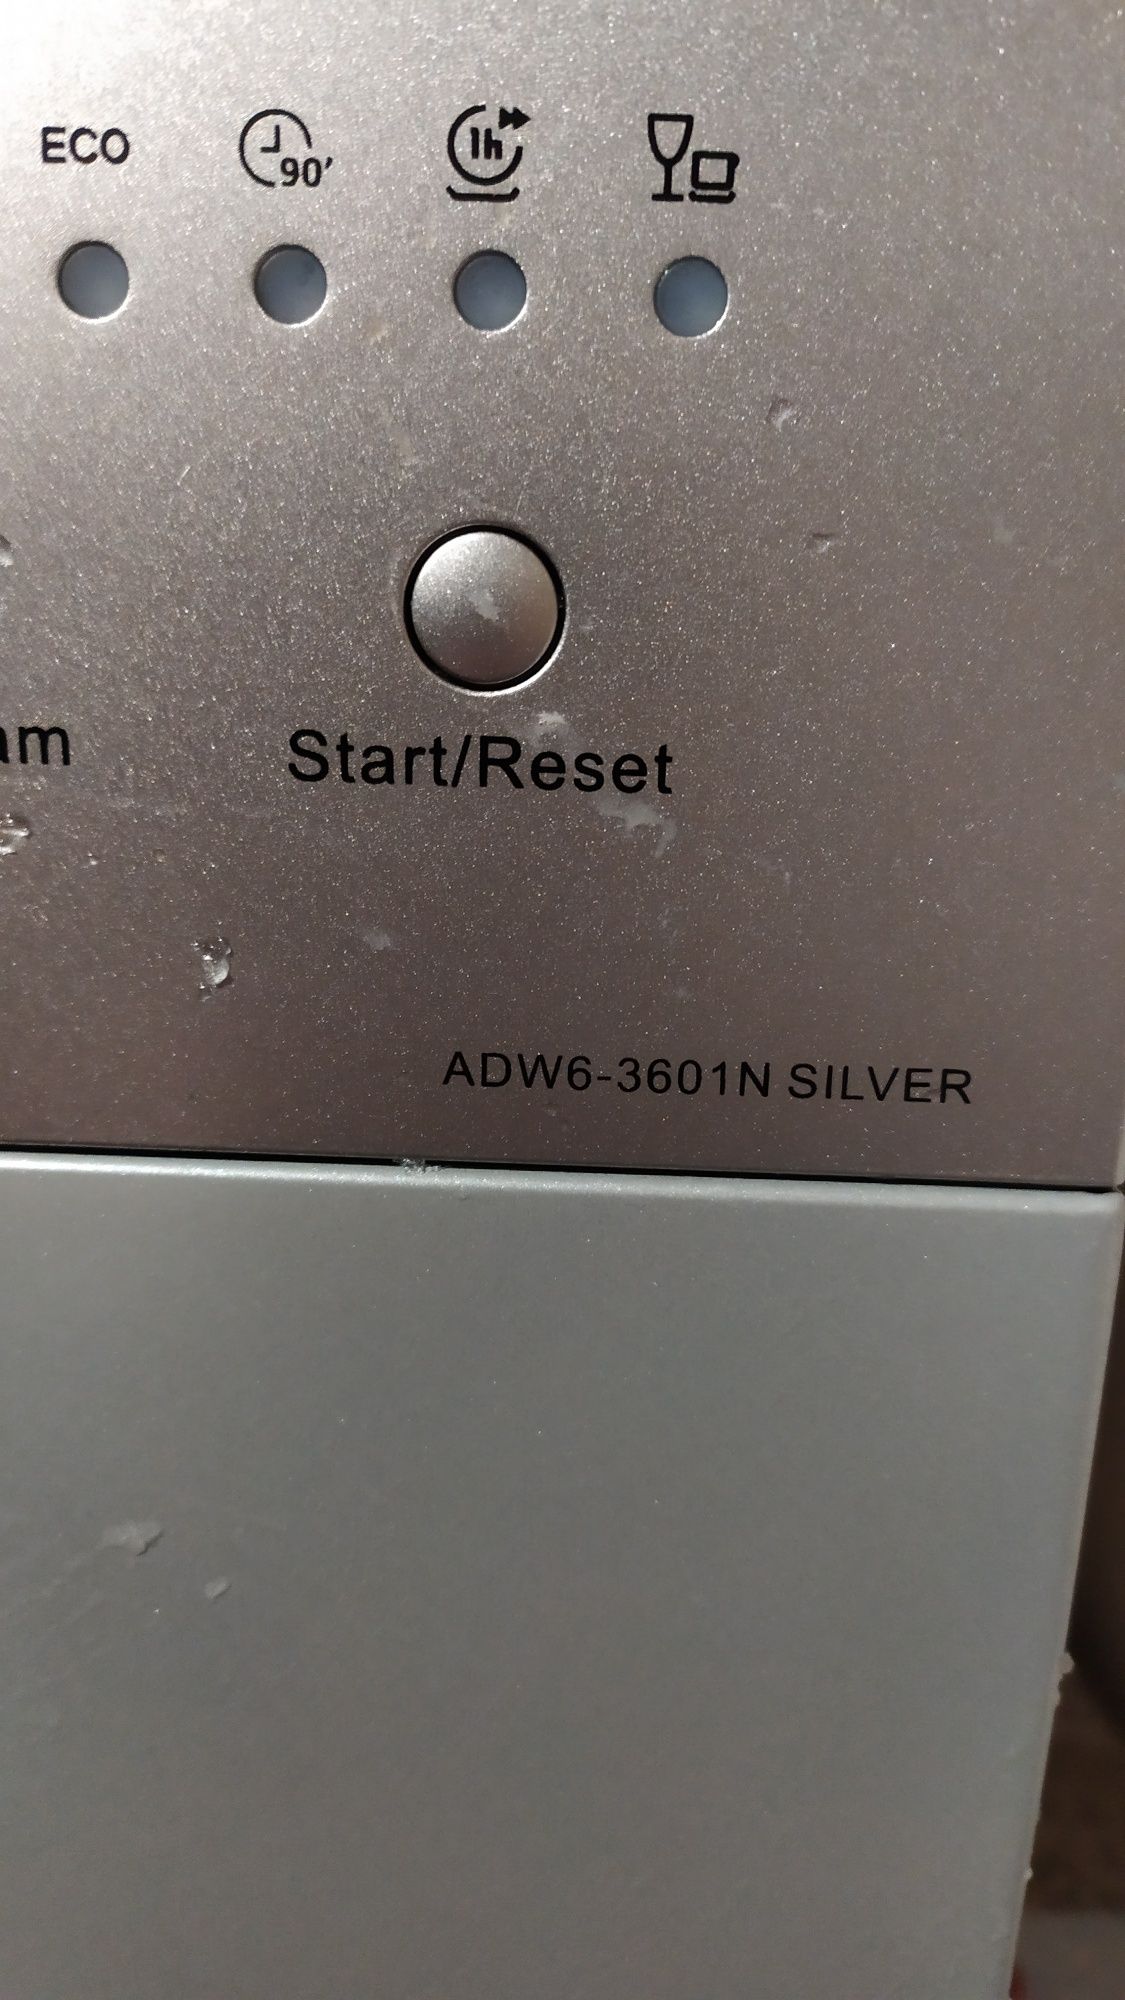 ECO 90' 1h
am
Start/Reset
ADW6-3601N SILVER